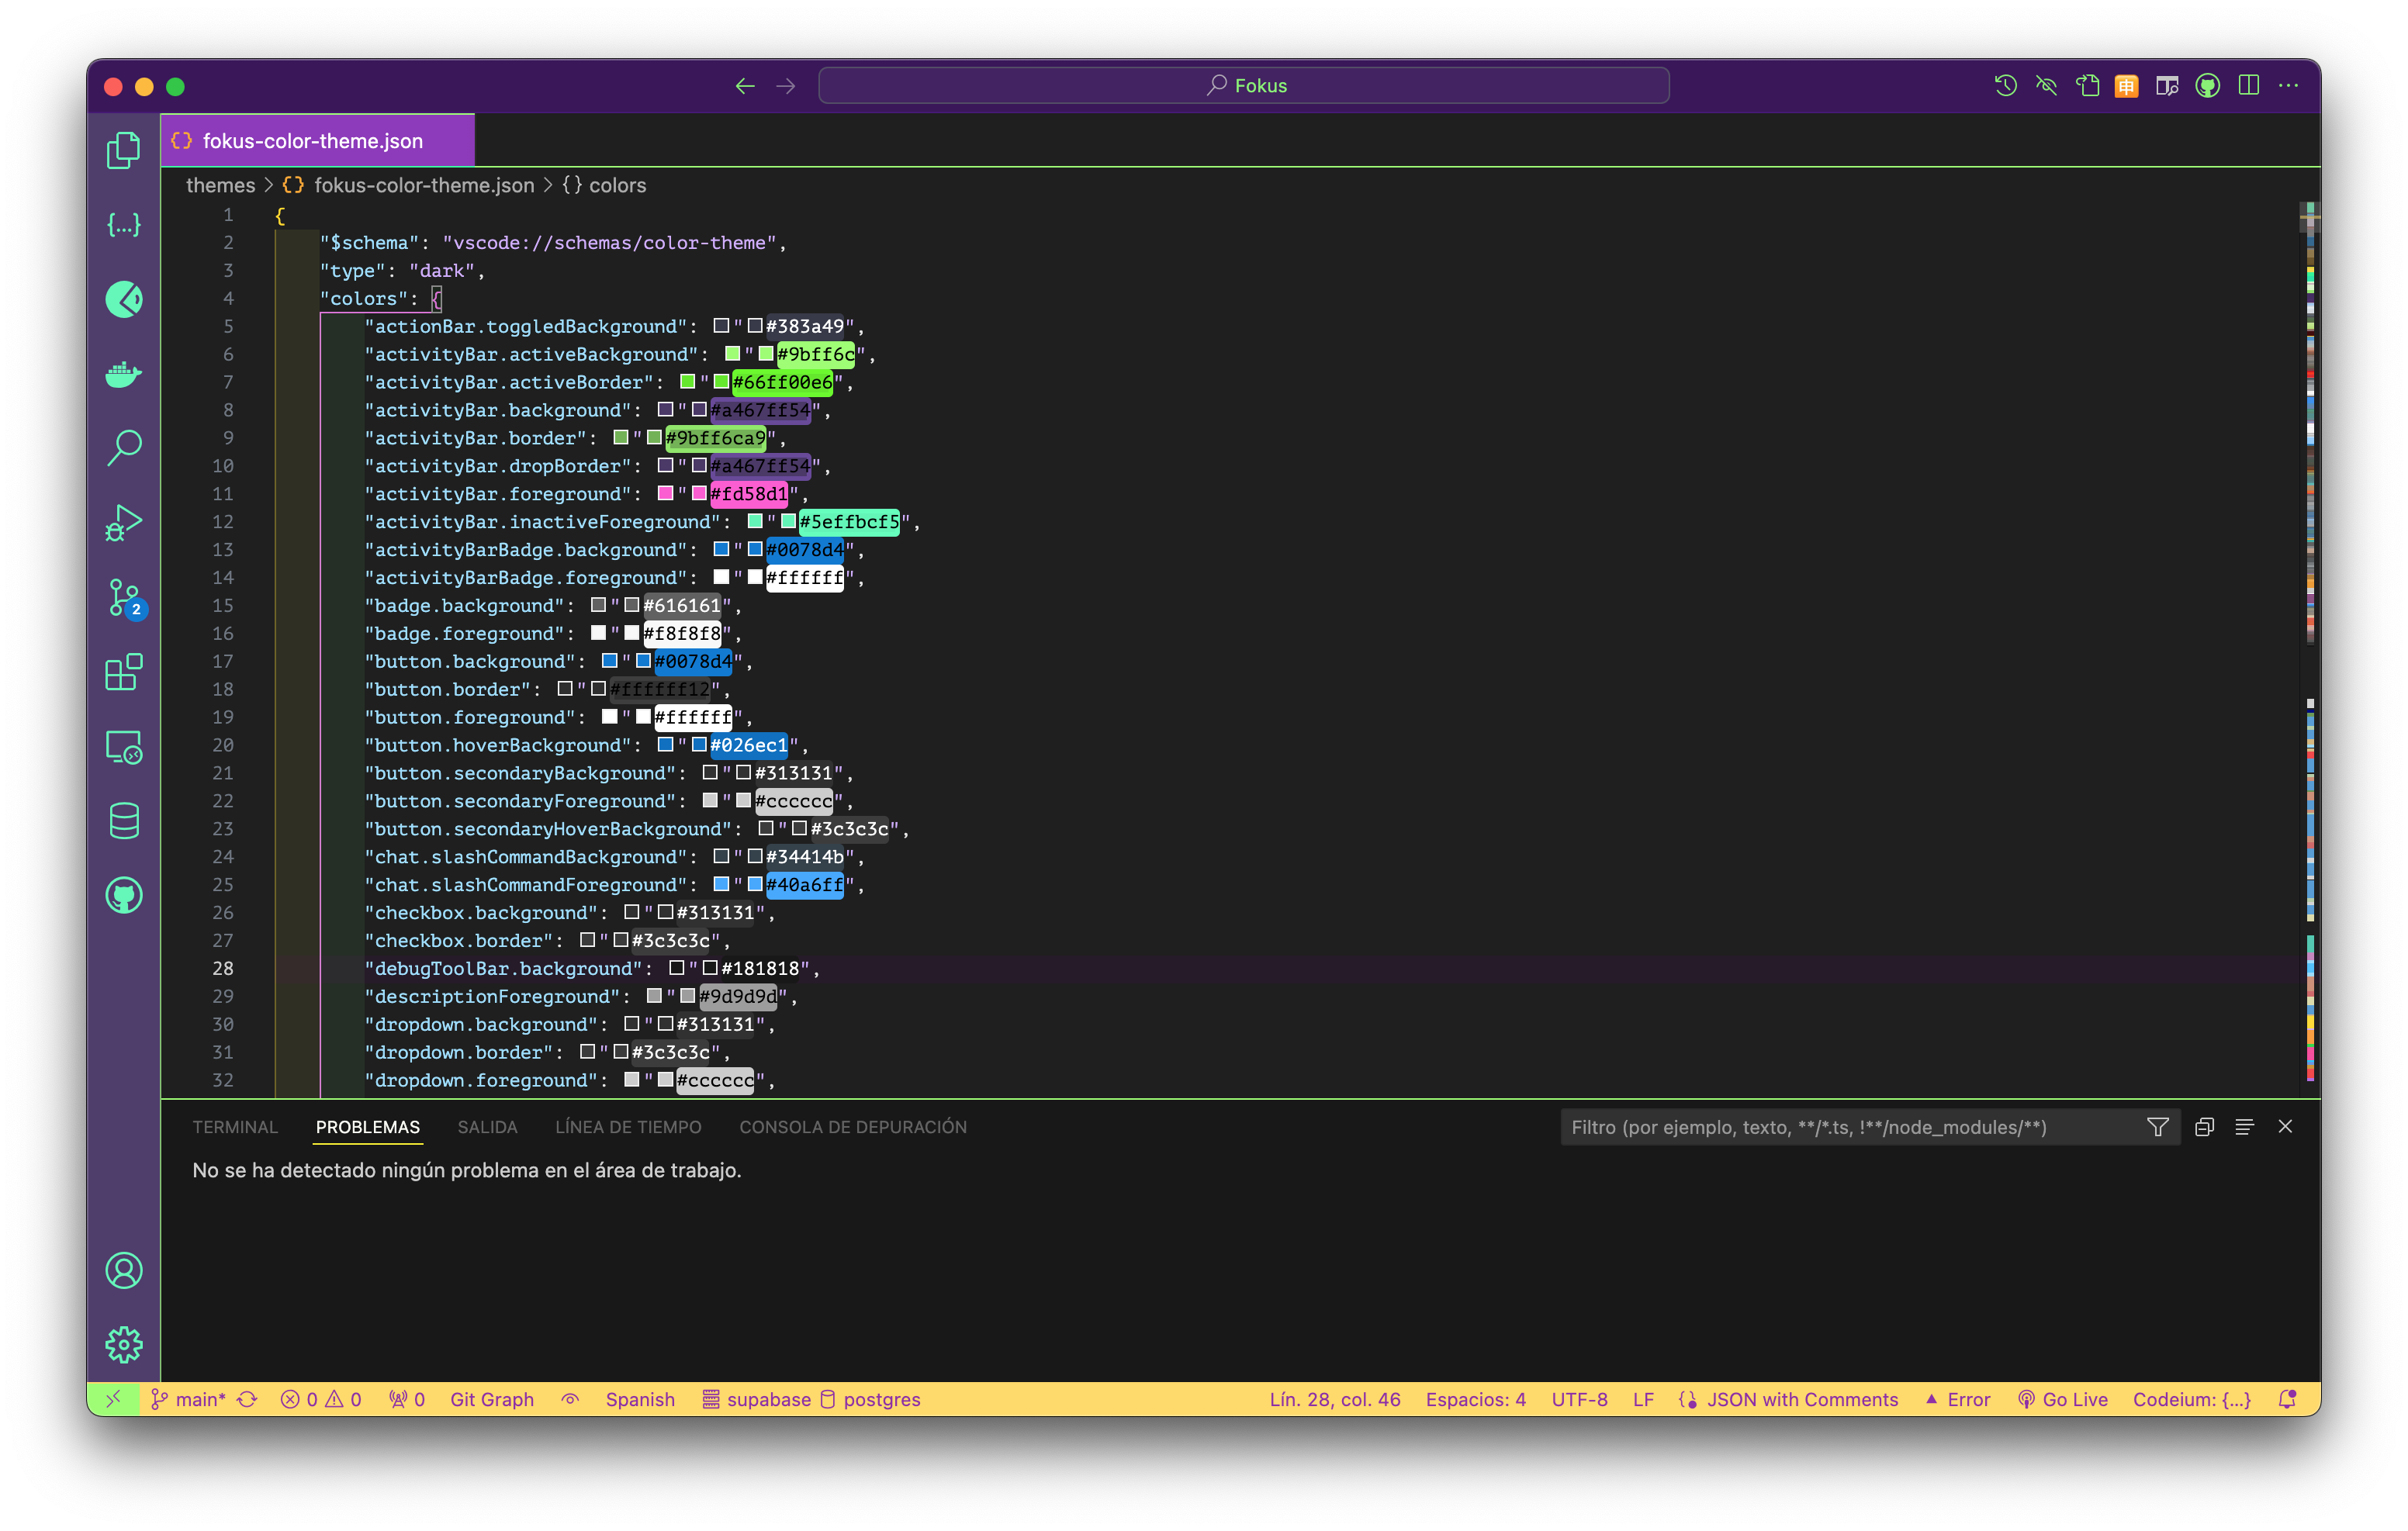 Fokus
fokus-color-theme.json
themes > {} fokus-color-theme.json > {} colors
1 {
2 "$schema": "vscode://schemas/color-theme",
3 "type": "dark",
4 "colors": {
5 "actionBar.toggledBackground": "#383a49",
6 "activityBar.activeBackground": "#9bff6c",
7 "activityBar.activeBorder": "#66ff00e6",
8 "activityBar.background": "#a467ff54",
9 "activityBar.border": "#9bff6ca9",
10 "activityBar.dropBorder": "#a467ff54",
11 "activityBar.foreground": "#fd58d1",
12 "activityBar.inactiveForeground": "#5effbcf5",
13 "activityBarBadge.background": "#0078d4",
14 "activityBarBadge.foreground": "#ffffff",
15 "badge.background": "#616161",
16 "badge.foreground": "#f8f8f8",
17 "button.background": "#0078d4",
18 "button.border": "#ffffff12",
19 "button.foreground": "#ffffff",
20 "button.hoverBackground": "#026ec1",
21 "button.secondaryBackground": "#313131",
22 "button.secondaryForeground": "#cccccc",
23 "button.secondaryHoverBackground": "#3c3c3c",
24 "chat.slashCommandBackground": "#34414b",
25 "chat.slashCommandForeground": "#40a6ff",
26 "checkbox.background": "#313131",
27 "checkbox.border": "#3c3c3c",
28 "debugToolBar.background": "#181818",
29 "descriptionForeground": "#9d9d9d",
30 "dropdown.background": "#313131",
31 "dropdown.border": "#3c3c3c",
32 "dropdown.foreground": "#cccccc",
2
TERMINAL PROBLEMAS SALIDA LÍNEA DE TIEMPO CONSOLA DE DEPURACIÓN Filtro (por ejemplo, texto, **/*.ts, !**/node_modules/**)
No se ha detectado ningún problema en el área de trabajo.
main* 0 0 0 Git Graph Spanish supabase postgres Lín. 28, col. 46 Espacios: 4 UTF-8 LF JSON with Comments Error Go Live Codeium: {...}